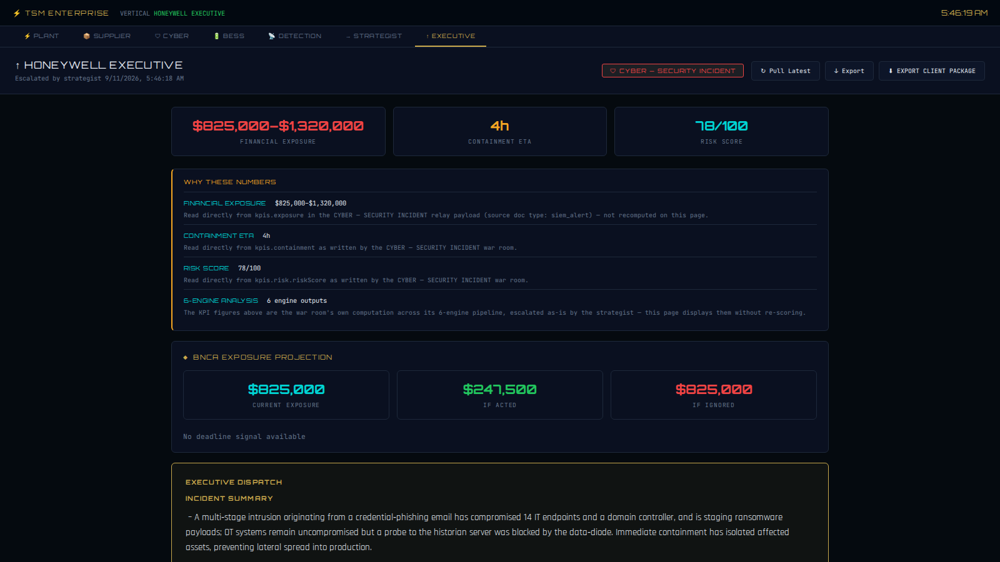 ⚡ TSM ENTERPRISE VERTICAL HONEYWELL EXECUTIVE 5:46:19 AM
⚡ PLANT 📦 SUPPLIER 🛡 CYBER 🔋 BESS 📡 DETECTION → STRATEGIST ↑ EXECUTIVE
↑ HONEYWELL EXECUTIVE
Escalated by strategist 9/11/2026, 5:46:18 AM
🛡 CYBER — SECURITY INCIDENT ↻ Pull Latest ↓ Export ⬇ EXPORT CLIENT PACKAGE
$825,000–$1,320,000 4h 78/100
FINANCIAL EXPOSURE CONTAINMENT ETA RISK SCORE
WHY THESE NUMBERS
FINANCIAL EXPOSURE $825,000–$1,320,000
Read directly from kpis.exposure in the CYBER — SECURITY INCIDENT relay payload (source doc type: siem_alert) — not recomputed on this page.
CONTAINMENT ETA 4h
Read directly from kpis.containment as written by the CYBER — SECURITY INCIDENT war room.
RISK SCORE 78/100
Read directly from kpis.risk.riskScore as written by the CYBER — SECURITY INCIDENT war room.
6-ENGINE ANALYSIS 6 engine outputs
The KPI figures above are the war room's own computation across its 6-engine pipeline, escalated as-is by the strategist — this page displays them without re-scoring.
◆ BNCA EXPOSURE PROJECTION
$825,000 $247,500 $825,000
CURRENT EXPOSURE IF ACTED IF IGNORED
No deadline signal available
EXECUTIVE DISPATCH
INCIDENT SUMMARY
– A multi-stage intrusion originating from a credential-phishing email has compromised 14 IT endpoints and a domain controller, and is staging ransomware
payloads; OT systems remain uncompromised but a probe to the historian server was blocked by the data-diode. Immediate containment has isolated affected
assets, preventing lateral spread into production.